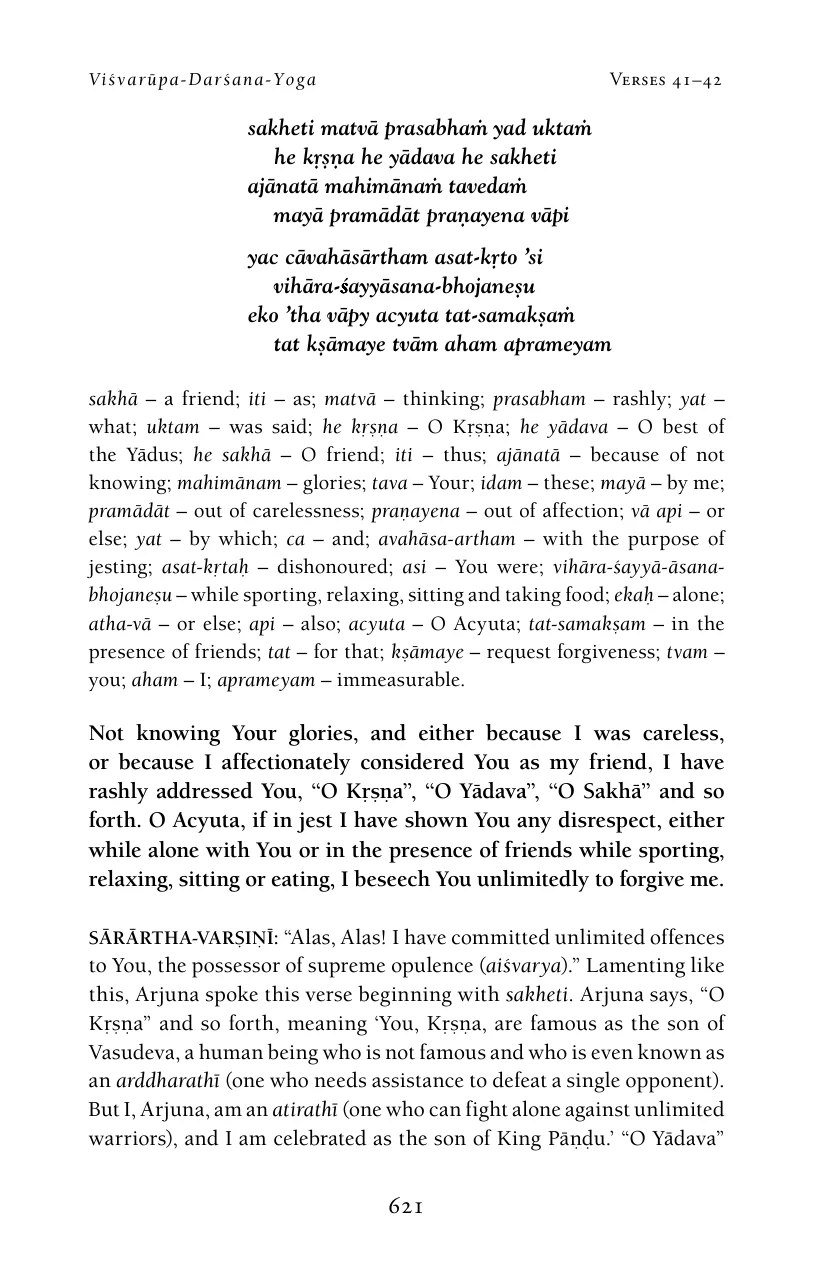 Viśvarūpa-Darśana-Yoga
Verses 41–42
sakheti matvā prasabhaṁ yad uktaṁ
he kṛṣṇa he yādava he sakheti
ajānatā mahimānaṁ tavedaṁ
mayā pramādāt praṇayena vāpi
yac cāvahāsārtham asat-kṛto ’si
vihāra-śayyāsana-bhojaneṣu
eko ’tha vāpy acyuta tat-samakṣaṁ
tat kṣāmaye tvām aham aprameyam
sakhā – a friend; iti – as; matvā – thinking; prasabham – rashly; yat –
what; uktam – was said; he kṛṣṇa – O Kṛṣṇa; he yādava – O best of
the Yādus; he sakhā – O friend; iti – thus; ajānatā – because of not
knowing; mahimānam – glories; tava – Your; idam – these; mayā – by me;
pramādāt – out of carelessness; praṇayena – out of affection; vā api – or
else; yat – by which; ca – and; avahāsa-artham – with the purpose of
jesting; asat-kṛtaḥ – dishonoured; asi – You were; vihāra-śayyā-āsana-
bhojaneṣu – while sporting, relaxing, sitting and taking food; ekaḥ – alone;
atha-vā – or else; api – also; acyuta – O Acyuta; tat-samakṣam – in the
presence of friends; tat – for that; kṣāmaye – request forgiveness; tvam –
you; aham – I; aprameyam – immeasurable.
Not knowing Your glories, and either because I was careless,
or because I affectionately considered You as my friend, I have
rashly addressed You, “O Kṛṣṇa”, “O Yādava”, “O Sakhā” and so
forth. O Acyuta, if in jest I have shown You any disrespect, either
while alone with You or in the presence of friends while sporting,
relaxing, sitting or eating, I beseech You unlimitedly to forgive me.
SĀRĀRTHA-VARṢIṆĪ: “Alas, Alas! I have committed unlimited offences
to You, the possessor of supreme opulence (aiśvarya).” Lamenting like
this, Arjuna spoke this verse beginning with sakheti. Arjuna says, “O
Kṛṣṇa” and so forth, meaning ‘You, Kṛṣṇa, are famous as the son of
Vasudeva, a human being who is not famous and who is even known as
an arddharathī (one who needs assistance to defeat a single opponent).
But I, Arjuna, am an atirathī (one who can fight alone against unlimited
warriors), and I am celebrated as the son of King Pāṇḍu.’ “O Yādava”
621